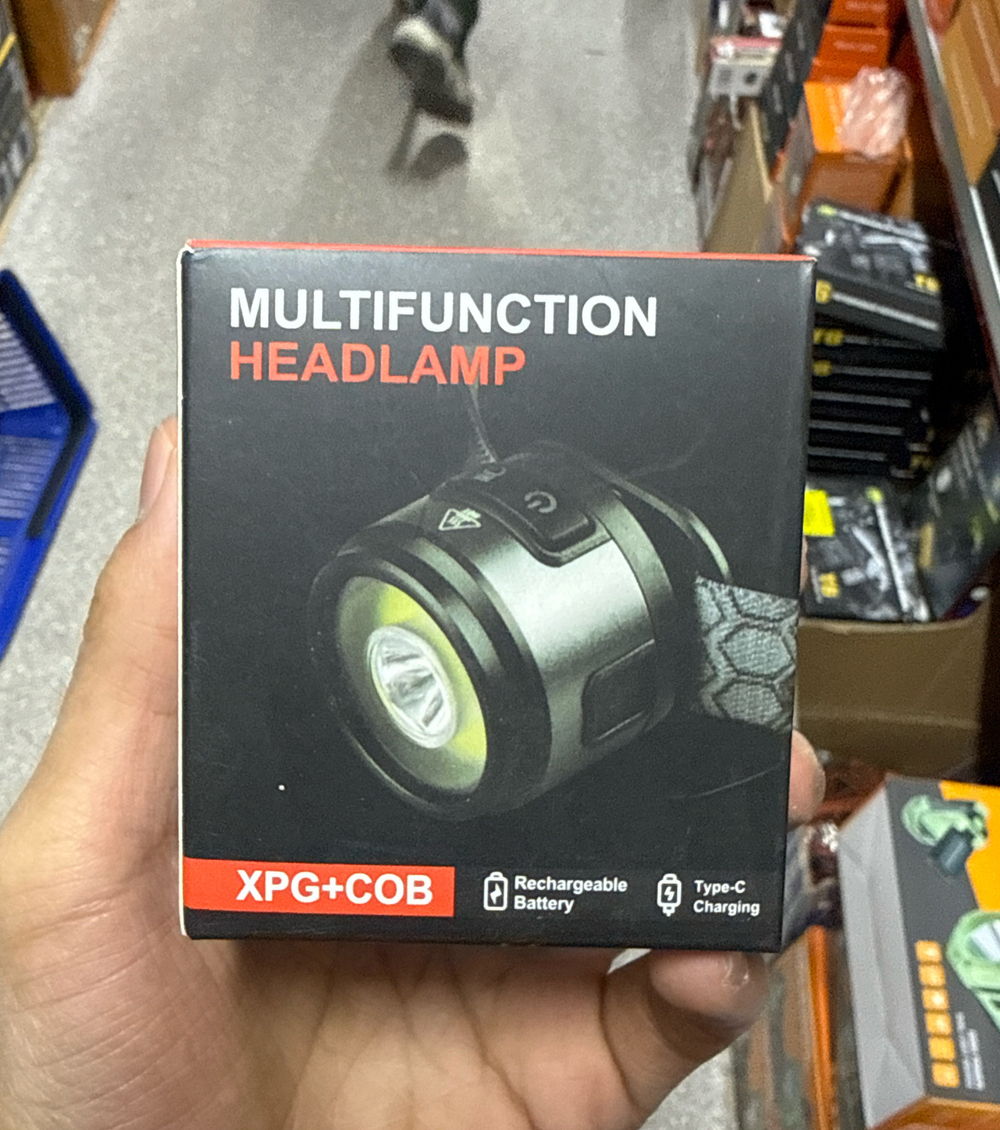 MULTIFUNCTION
HEADLAMP
XPG+COB
Rechargeable
Battery
Type-C
Charging